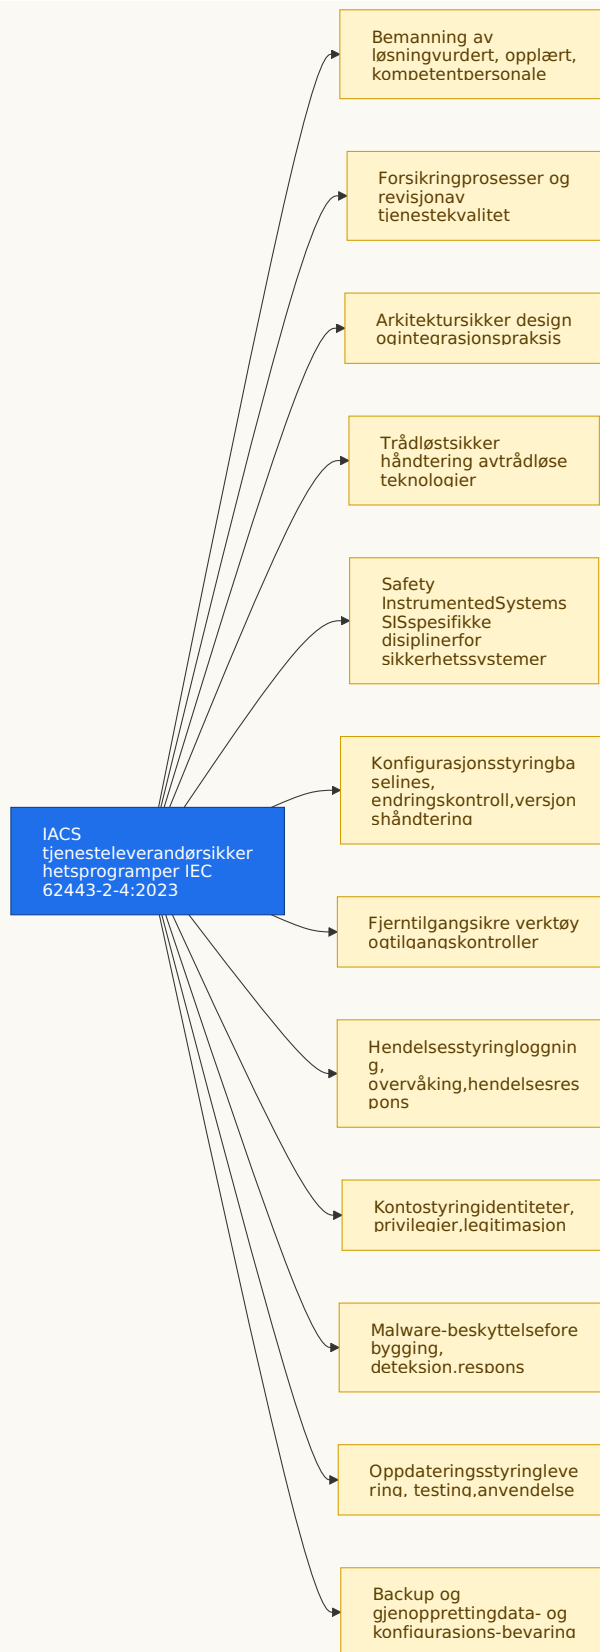 Bemanning av
løsningvurdert, opplært,
kompetentpersonale
Forsikringprosesser og
revisjonav
tjenestekvalitet
Arkitektursikker design
ogintegrasjonspraksis
Trådløstsikker
håndtering avtrådløse
teknologier
Safety
InstrumentedSystems
SISspesifikke
disiplinerfor
sikkerhetssystemer
Konfigurasjonsstyringba
selines,
endringskontroll,versjon
shåndtering
IACS
tjenesteleverandørsikker
hetsprogramper IEC
62443-2-4:2023
Fjerntilgangsikre verktøy
ogtilgangskontroller
Hendelsesstyringloggnin
g,
overvåking,hendelsesres
pons
Kontostyringidentiteter,
privilegier,legitimasjon
Malware-beskyttelsefore
bygging,
deteksjon,respons
Oppdateringsstyringleve
ring, testing,anvendelse
Backup og
gjenopprettingdata- og
konfigurasjons-bevaring